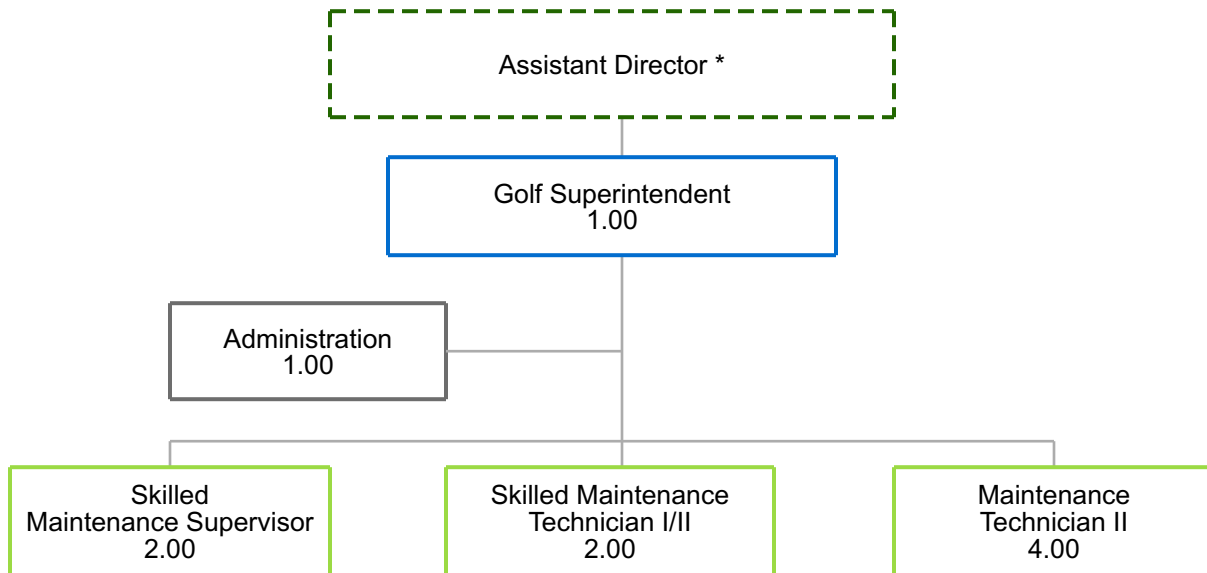 Assistant Director *
Golf Superintendent
1.00
Administration
1.00
Skilled
Maintenance Supervisor
2.00
Skilled Maintenance
Technician I/II
2.00
Maintenance
Technician II
4.00